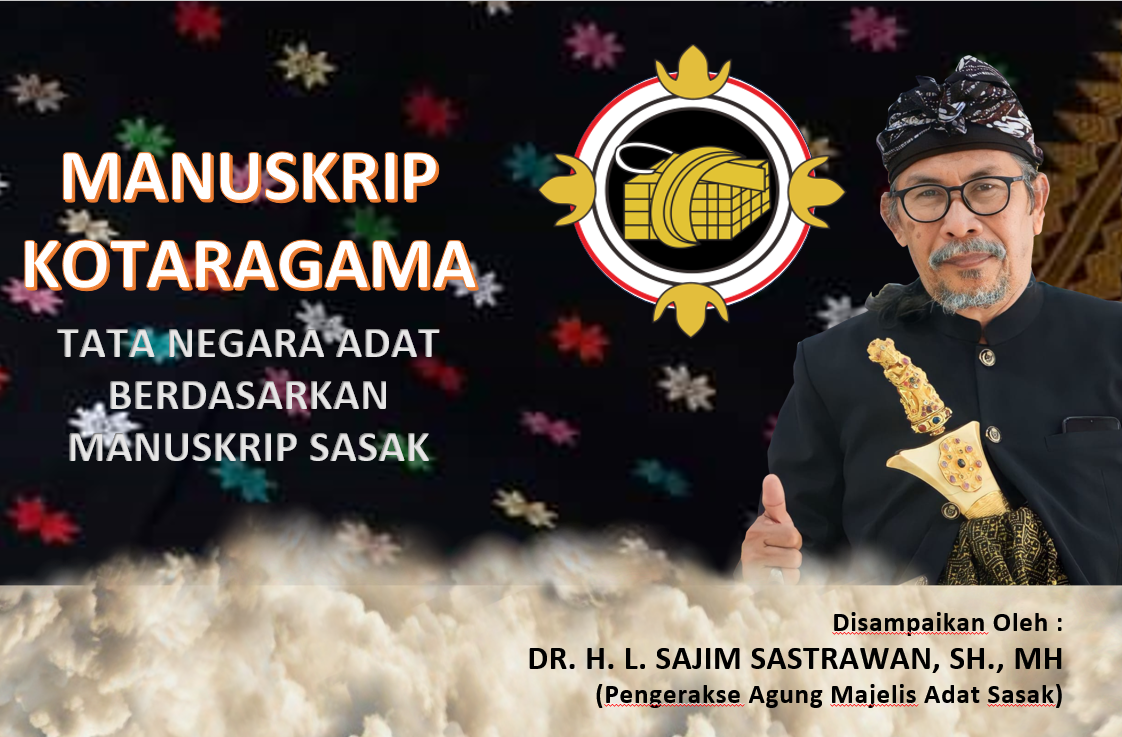 MANUSKRIP
KOTARAGAMA
TATA NEGARA ADAT
BERDASARKAN
MANUSKRIP SASAK
Disampaikan Oleh :
DR. H. L. SAJIM SASTRAWAN, SH., MH
(Pengerakse Agung Majelis Adat Sasak)